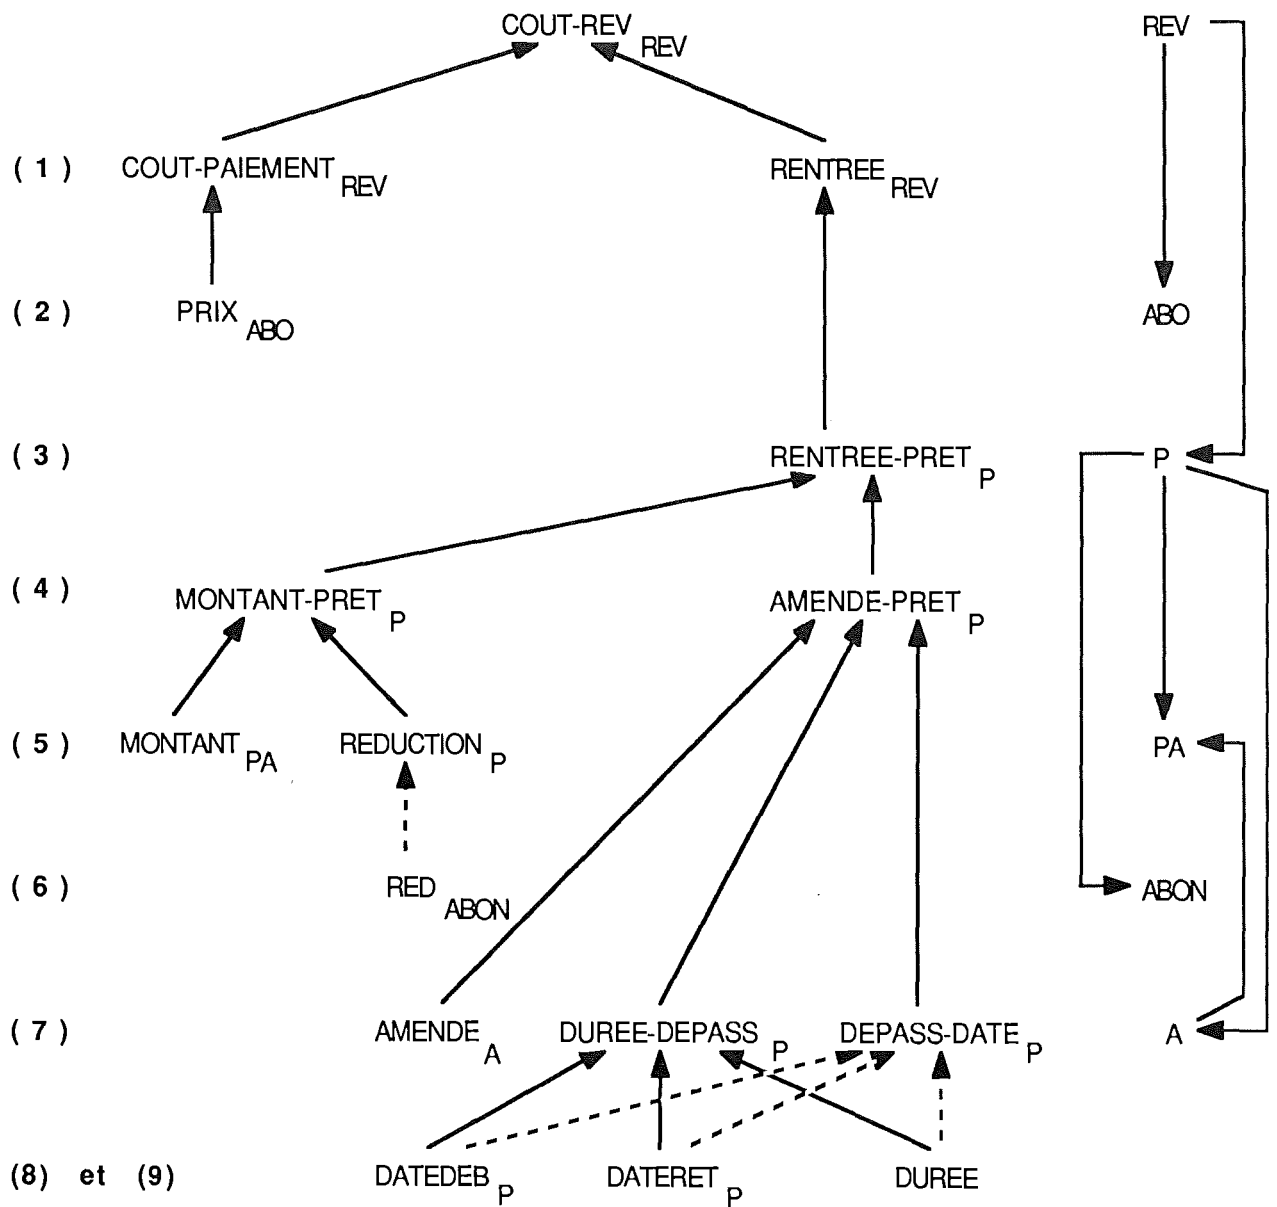 COUT-REV REV REV
(1) COUT-PAIEMENT REV RENTREE REV
(2) PRIX ABO ABO
(3) RENTREE-PRET P P
(4) MONTANT-PRET P AMENDE-PRET P
(5) MONTANT PA REDUCTION P PA
(6) RED ABON ABON
(7) AMENDE A DUREE-DEPASS P DEPASS-DATE P A
(8) et (9) DATEDEB P DATERET P DUREE